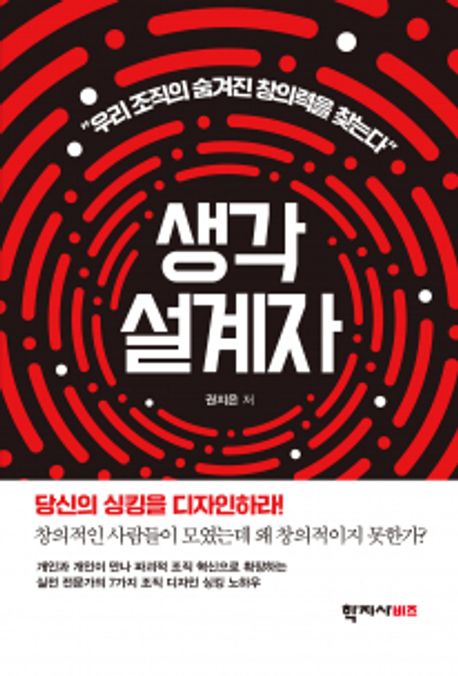 "우리 조직의 숨겨진 창의력을 찾는다"
생각
설계자
권지은 저
당신의 싱킹을 디자인하라!
창의적인 사람들이 모였는데 왜 창의적이지 못한가?
개인과 개인이 만나 파괴적 조직 혁신으로 확장하는
실전 전문가의 7가지 조직 디자인 싱킹 노하우
학지사비즈